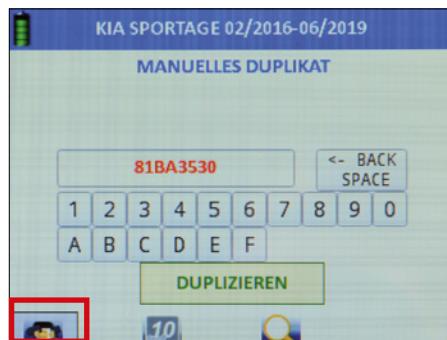 KIA SPORTAGE 02/2016-06/2019
MANUELLES DUPLIKAT
81BA3530
<- BACK
SPACE
1 2 3 4 5 6 7 8 9 0
A B C D E F
DUPLIZIEREN
10